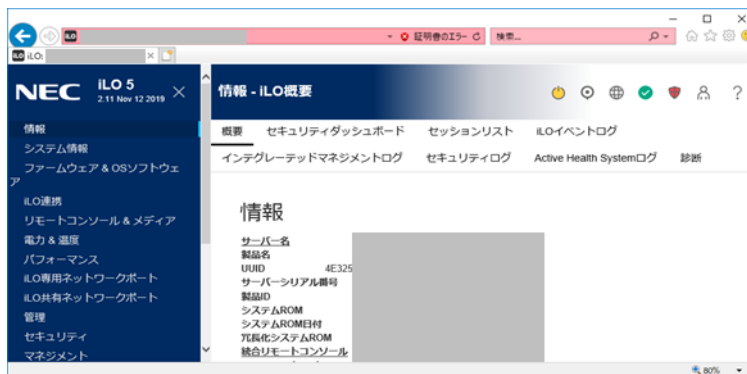 iLO
証明書のエラー
検索...
iLO:
NEC
iLO 5
2.11 Nov 12 2019
情報 - iLO概要
情報
システム情報
ファームウェア & OSソフトウェ
ア
iLO連携
リモートコンソール & メディア
電力 & 温度
パフォーマンス
iLO専用ネットワークポート
iLO共有ネットワークポート
管理
セキュリティ
マネジメント
概要 セキュリティダッシュボード セッションリスト iLOイベントログ
インテグレーテッドマネジメントログ セキュリティログ Active Health Systemログ 診断
情報
サーバー名
製品名
UUID 4E325
サーバーシリアル番号
製品ID
システムROM
システムROM日付
冗長化システムROM
統合リモートコンソール
80%